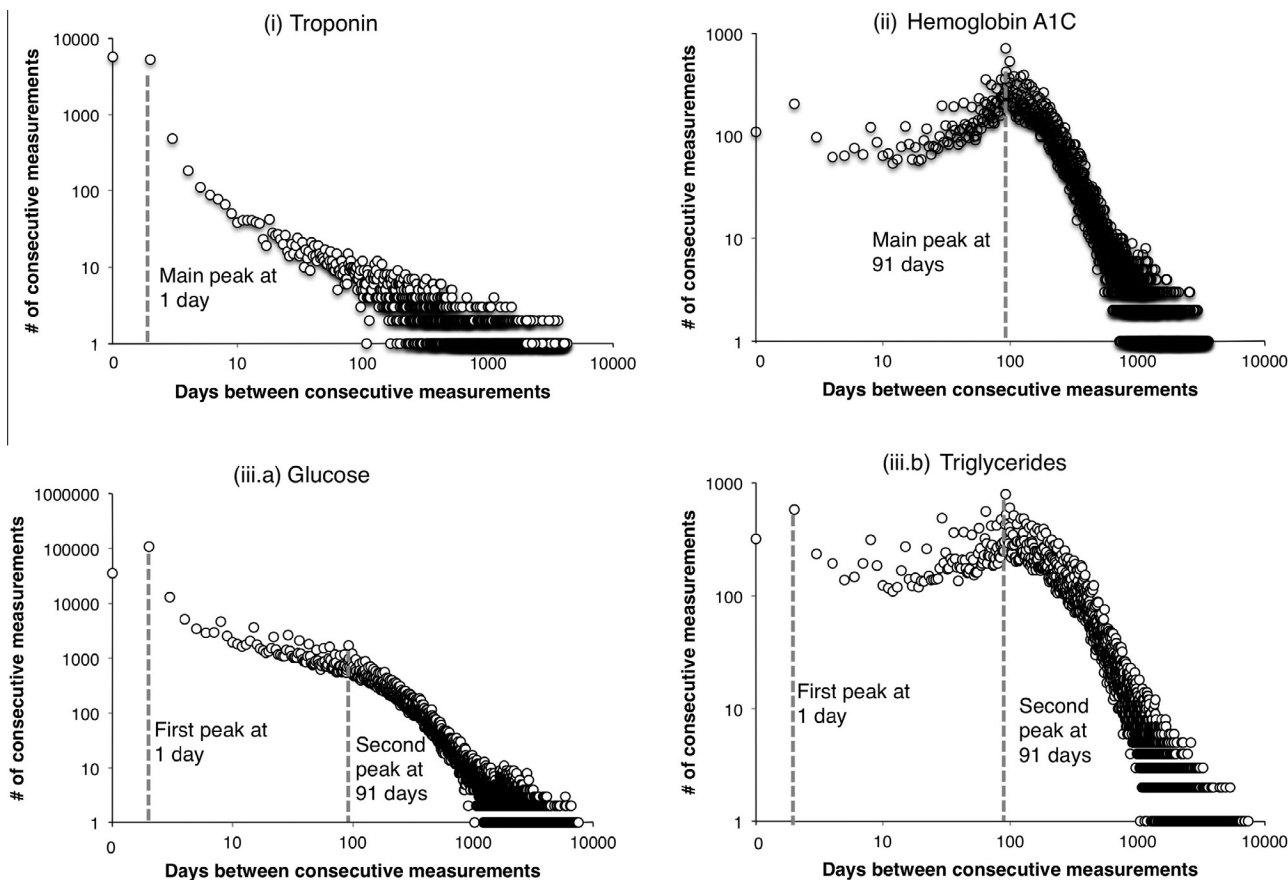 (i) Troponin
10000
1000
100
10
1
# of consecutive measurements
Main peak at
1 day
0
10
100
1000
10000
Days between consecutive measurements
(ii) Hemoglobin A1C
1000
100
10
1
# of consecutive measurements
Main peak at
91 days
0
10
100
1000
10000
Days between consecutive measurements
(iii.a) Glucose
1000000
100000
10000
1000
100
10
1
# of consecutive measurements
First peak at
1 day
Second
peak at
91 days
0
10
100
1000
10000
Days between consecutive measurements
(iii.b) Triglycerides
1000
100
10
1
# of consecutive measurements
First peak at
1 day
Second
peak at
91 days
0
10
100
1000
10000
Days between consecutive measurements